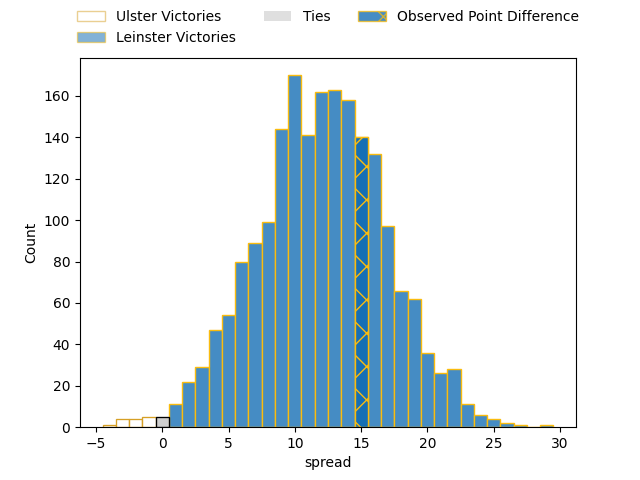 Ulster Victories
Leinster Victories
Ties
Observed Point Difference
160
140
120
100
80
60
40
20
0
Count
−5 0 5 10 15 20 25 30
spread